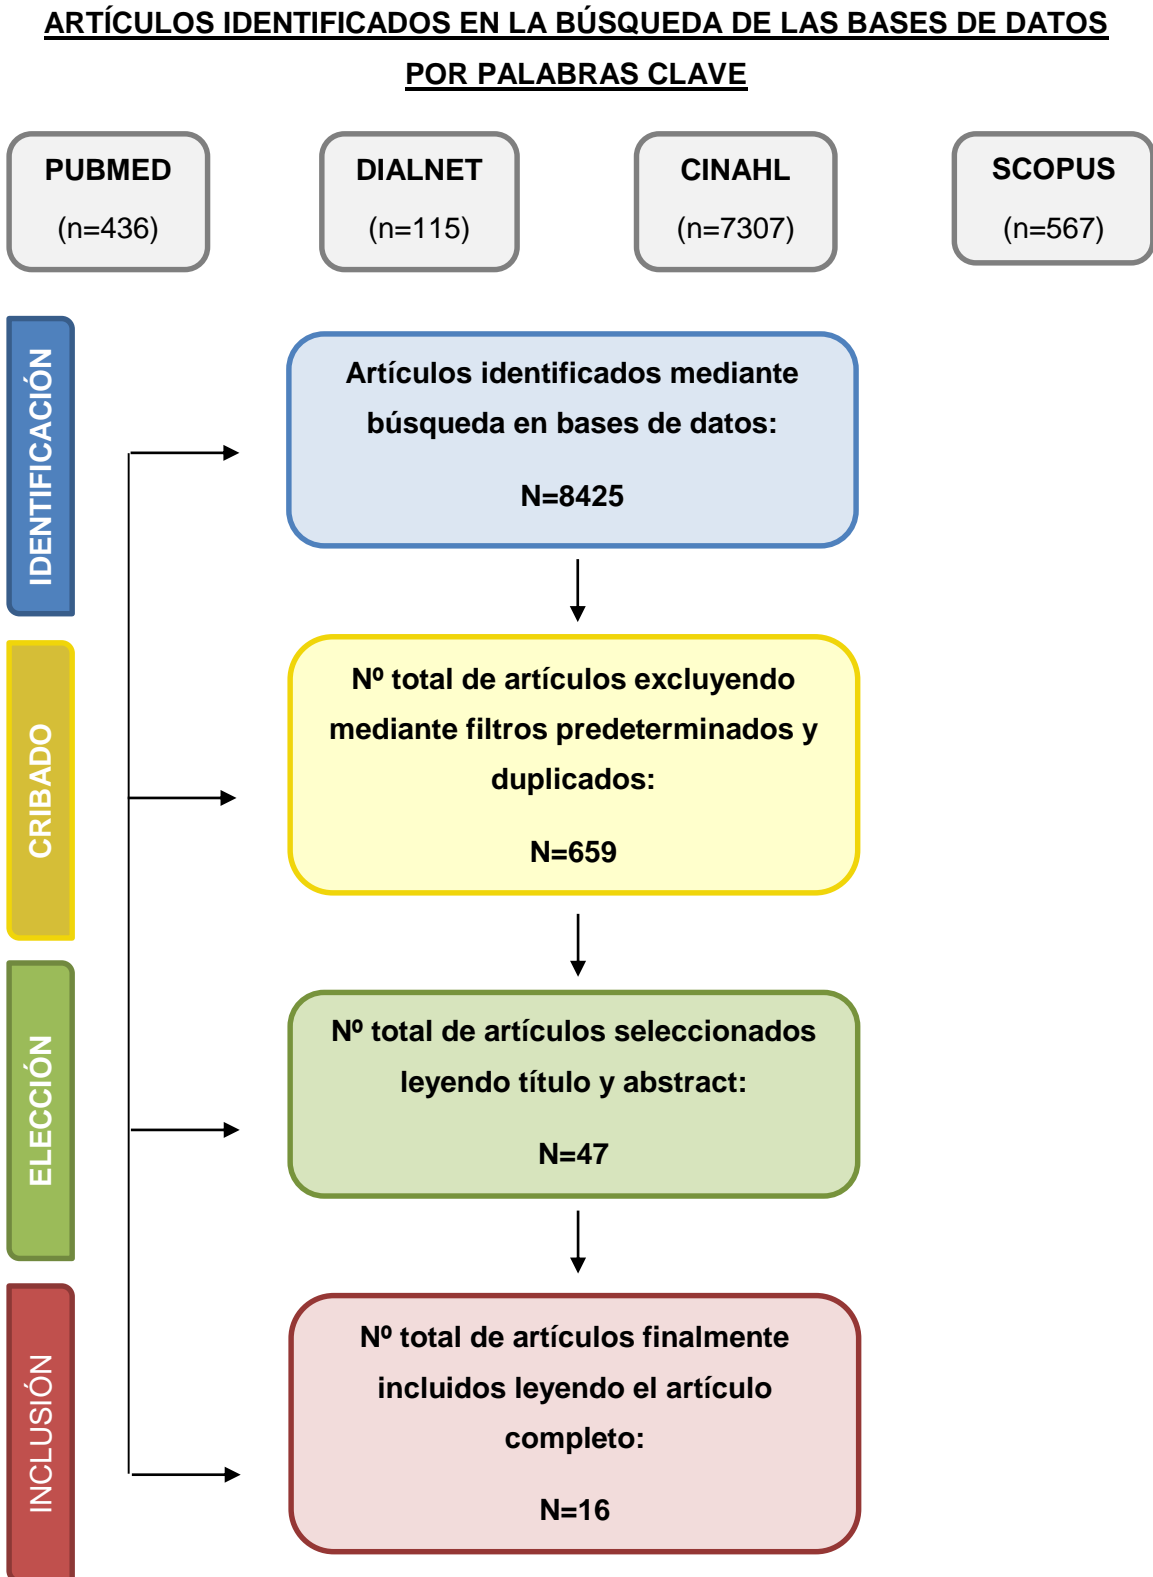 ARTÍCULOS IDENTIFICADOS EN LA BÚSQUEDA DE LAS BASES DE DATOS
POR PALABRAS CLAVE
PUBMED
(n=436)
DIALNET
(n=115)
CINAHL
(n=7307)
SCOPUS
(n=567)
IDENTIFICACIÓN
Artículos identificados mediante
búsqueda en bases de datos:
N=8425
CRIBADO
Nº total de artículos excluyendo
mediante filtros predeterminados y
duplicados:
N=659
ELECCIÓN
Nº total de artículos seleccionados
leyendo título y abstract:
N=47
INCLUSIÓN
Nº total de artículos finalmente
incluidos leyendo el artículo
completo:
N=16